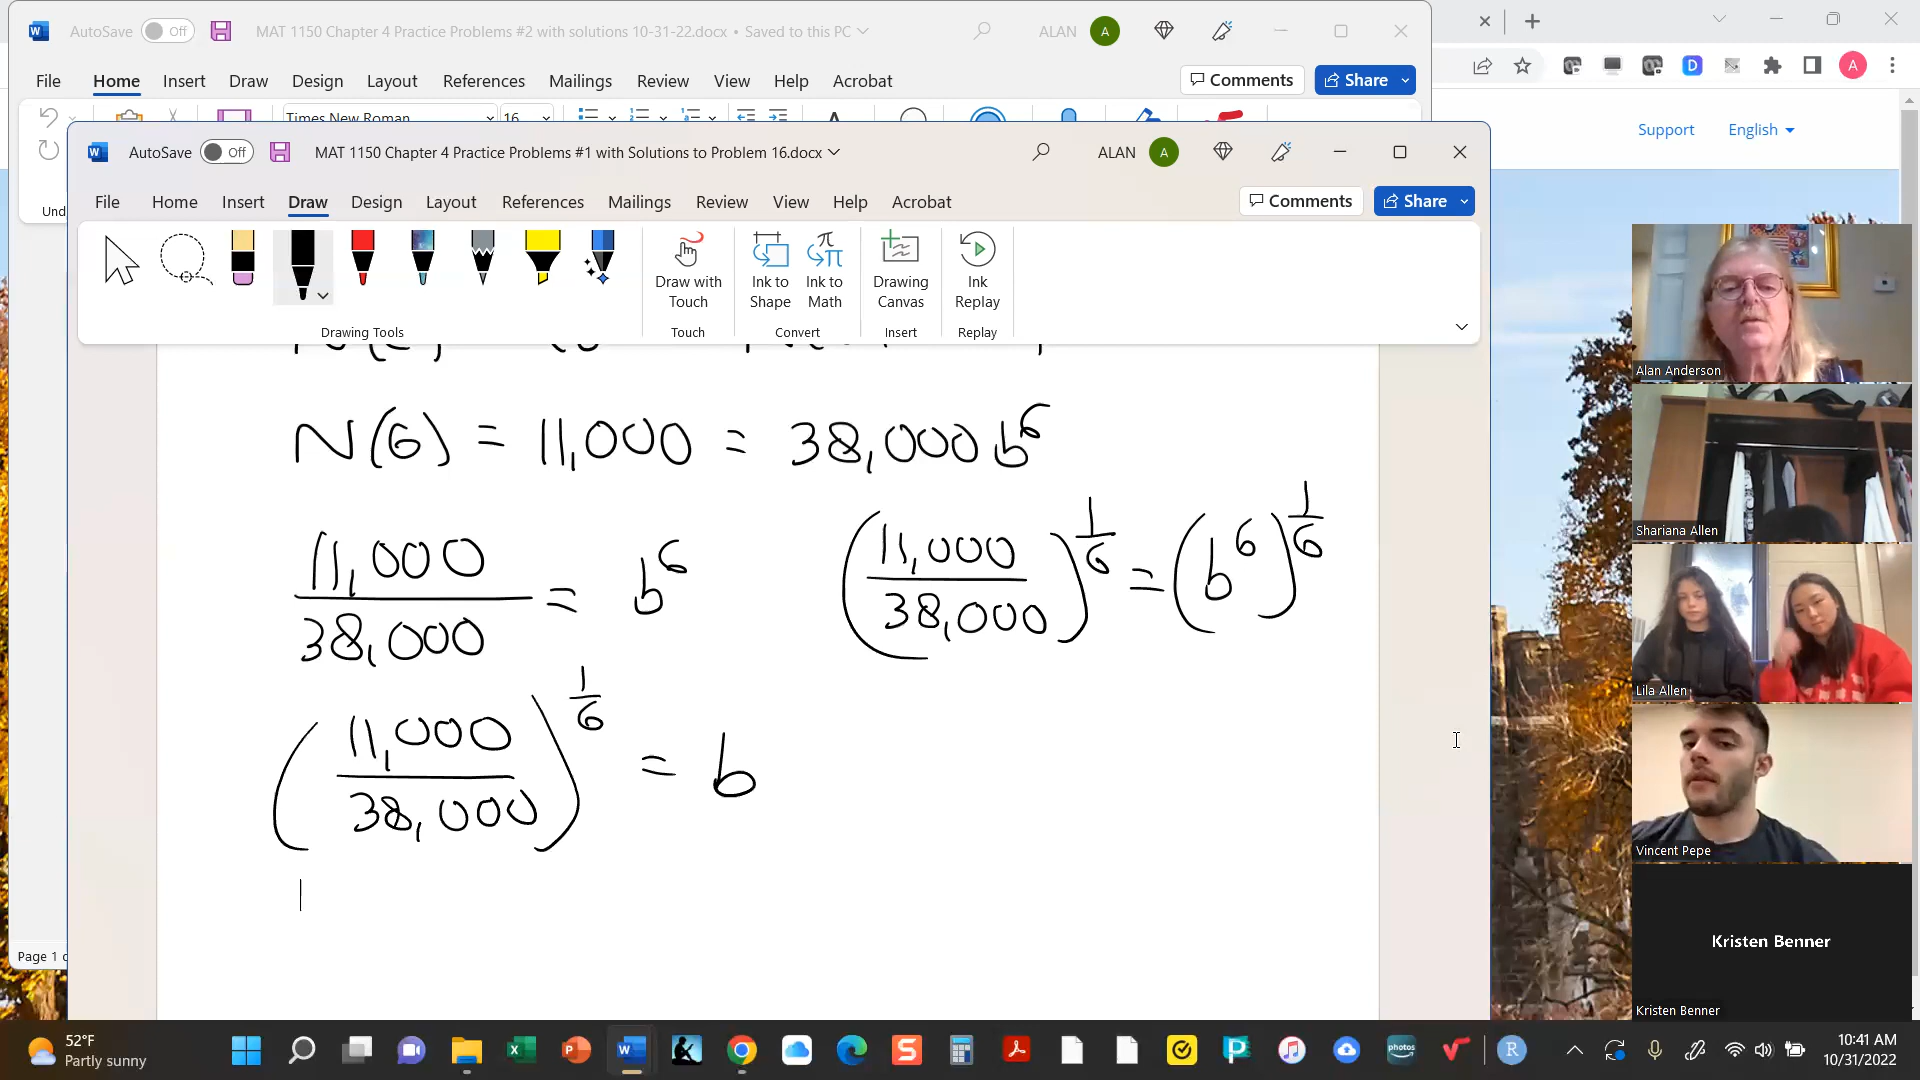 AutoSave Off MAT 1150 Chapter 4 Practice Problems #2 with solutions 10-31-22.docx • Saved to this PC ALAN A
File Home Insert Draw Design Layout References Mailings Review View Help Acrobat Comments Share
Times New Roman 16
Support English
AutoSave Off MAT 1150 Chapter 4 Practice Problems #1 with Solutions to Problem 16.docx ALAN A
File Home Insert Draw Design Layout References Mailings Review View Help Acrobat Comments Share
Draw with Touch
Ink to Shape
Ink to Math
Drawing Canvas
Ink Replay
Drawing Tools Touch Convert Insert Replay
N(6) = 11,000 = 38,000 b^6
11,000/38,000 = b^6
(11,000/38,000)^1/6 = (b^6)^1/6
(11,000/38,000)^1/6 = b
Alan Anderson
Shariana Allen
Lila Allen
Vincent Pepe
Kristen Benner
Kristen Benner
Page 1
52°F
Partly sunny
10:41 AM
10/31/2022